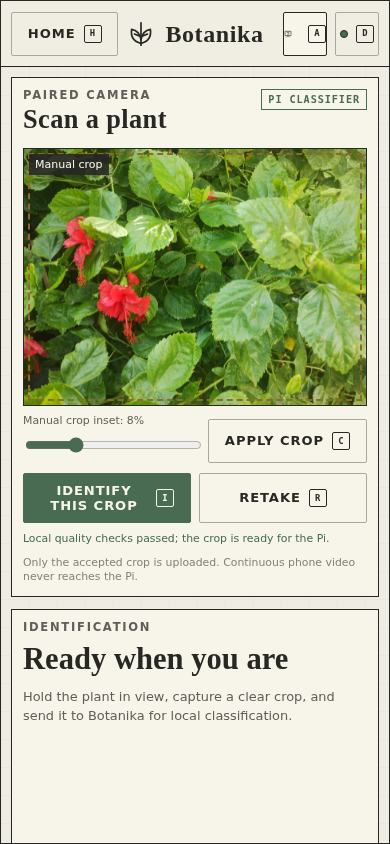 HOME H
Botanika
A
D
PAIRED CAMERA
Scan a plant
PI CLASSIFIER
Manual crop
Manual crop inset: 8%
APPLY CROP C
IDENTIFY
THIS CROP I
RETAKE R
Local quality checks passed; the crop is ready for the Pi.
Only the accepted crop is uploaded. Continuous phone video
never reaches the Pi.
IDENTIFICATION
Ready when you are
Hold the plant in view, capture a clear crop, and
send it to Botanika for local classification.